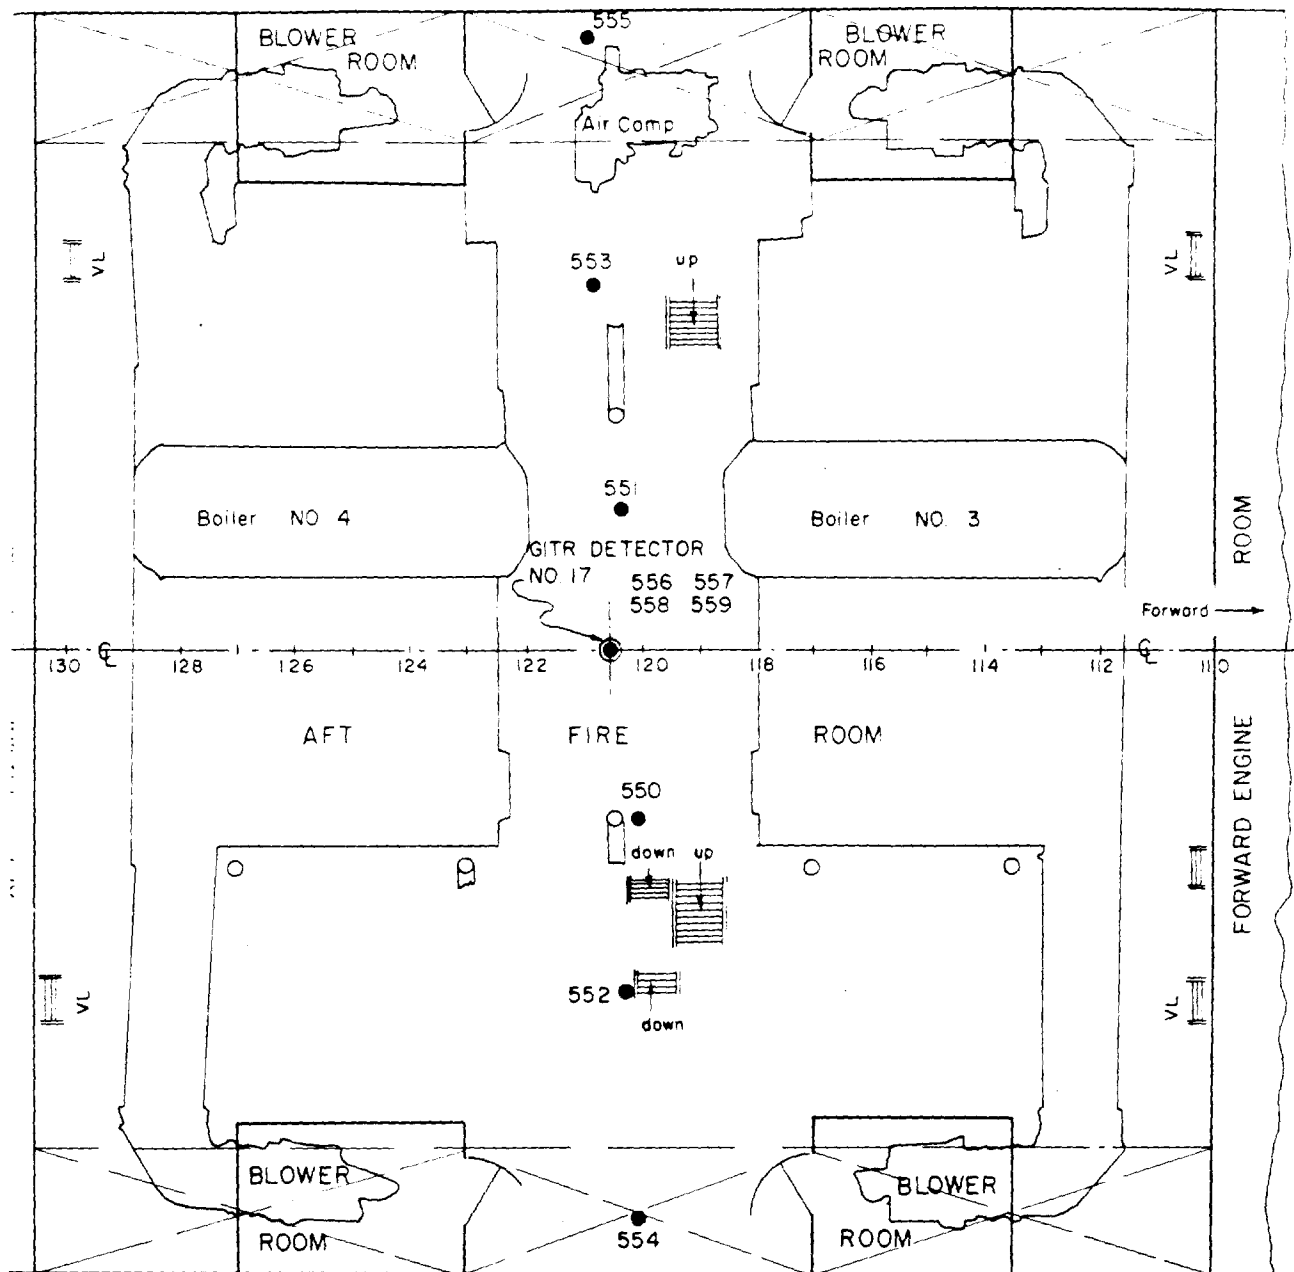 555
BLOWER
ROOM
BLOWER
ROOM
Air Comp
553
up
VL
VL
551
Boiler NO 4
Boiler NO. 3
ROOM
GITR DETECTOR
NO. 17
556 557
558 559
Forward
130 ℄ 128 126 124 122 120 118 116 114 112 ℄ 110
AFT FIRE ROOM
FORWARD ENGINE
550
down up
552
down
VL
VL
BLOWER
ROOM
BLOWER
ROOM
554